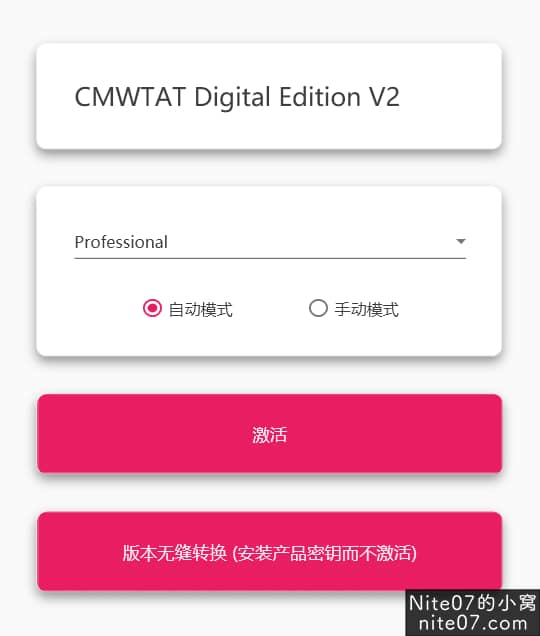 CMWTAT Digital Edition V2
Professional
自动模式 手动模式
激活
版本无缝转换 (安装产品密钥而不激活)
Nite07的小窝
nite07.com